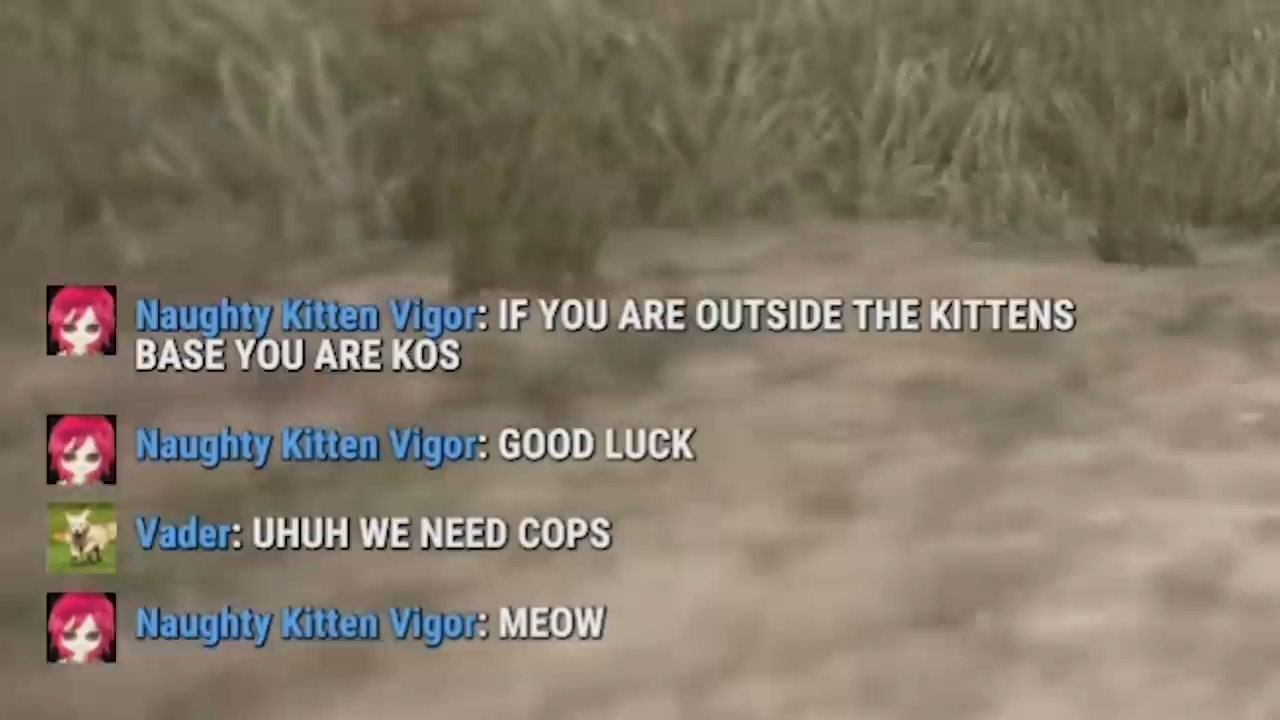 Naughty Kitten Vigor: IF YOU ARE OUTSIDE THE KITTENS
BASE YOU ARE KOS
Naughty Kitten Vigor: GOOD LUCK
Vader: UHUH WE NEED COPS
Naughty Kitten Vigor: MEOW